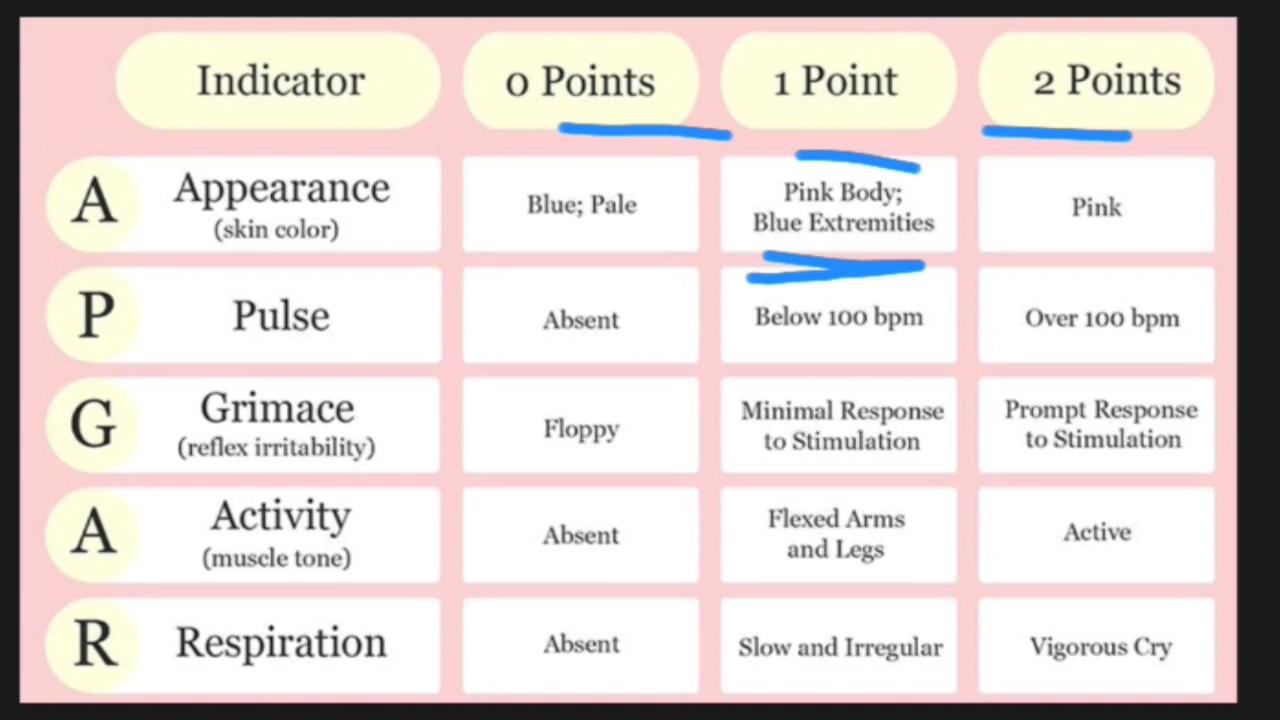 Indicator
0 Points
1 Point
2 Points
A
Appearance
(skin color)
Blue; Pale
Pink Body;
Blue Extremities
Pink
P
Pulse
Absent
Below 100 bpm
Over 100 bpm
G
Grimace
(reflex irritability)
Floppy
Minimal Response
to Stimulation
Prompt Response
to Stimulation
A
Activity
(muscle tone)
Absent
Flexed Arms
and Legs
Active
R
Respiration
Absent
Slow and Irregular
Vigorous Cry